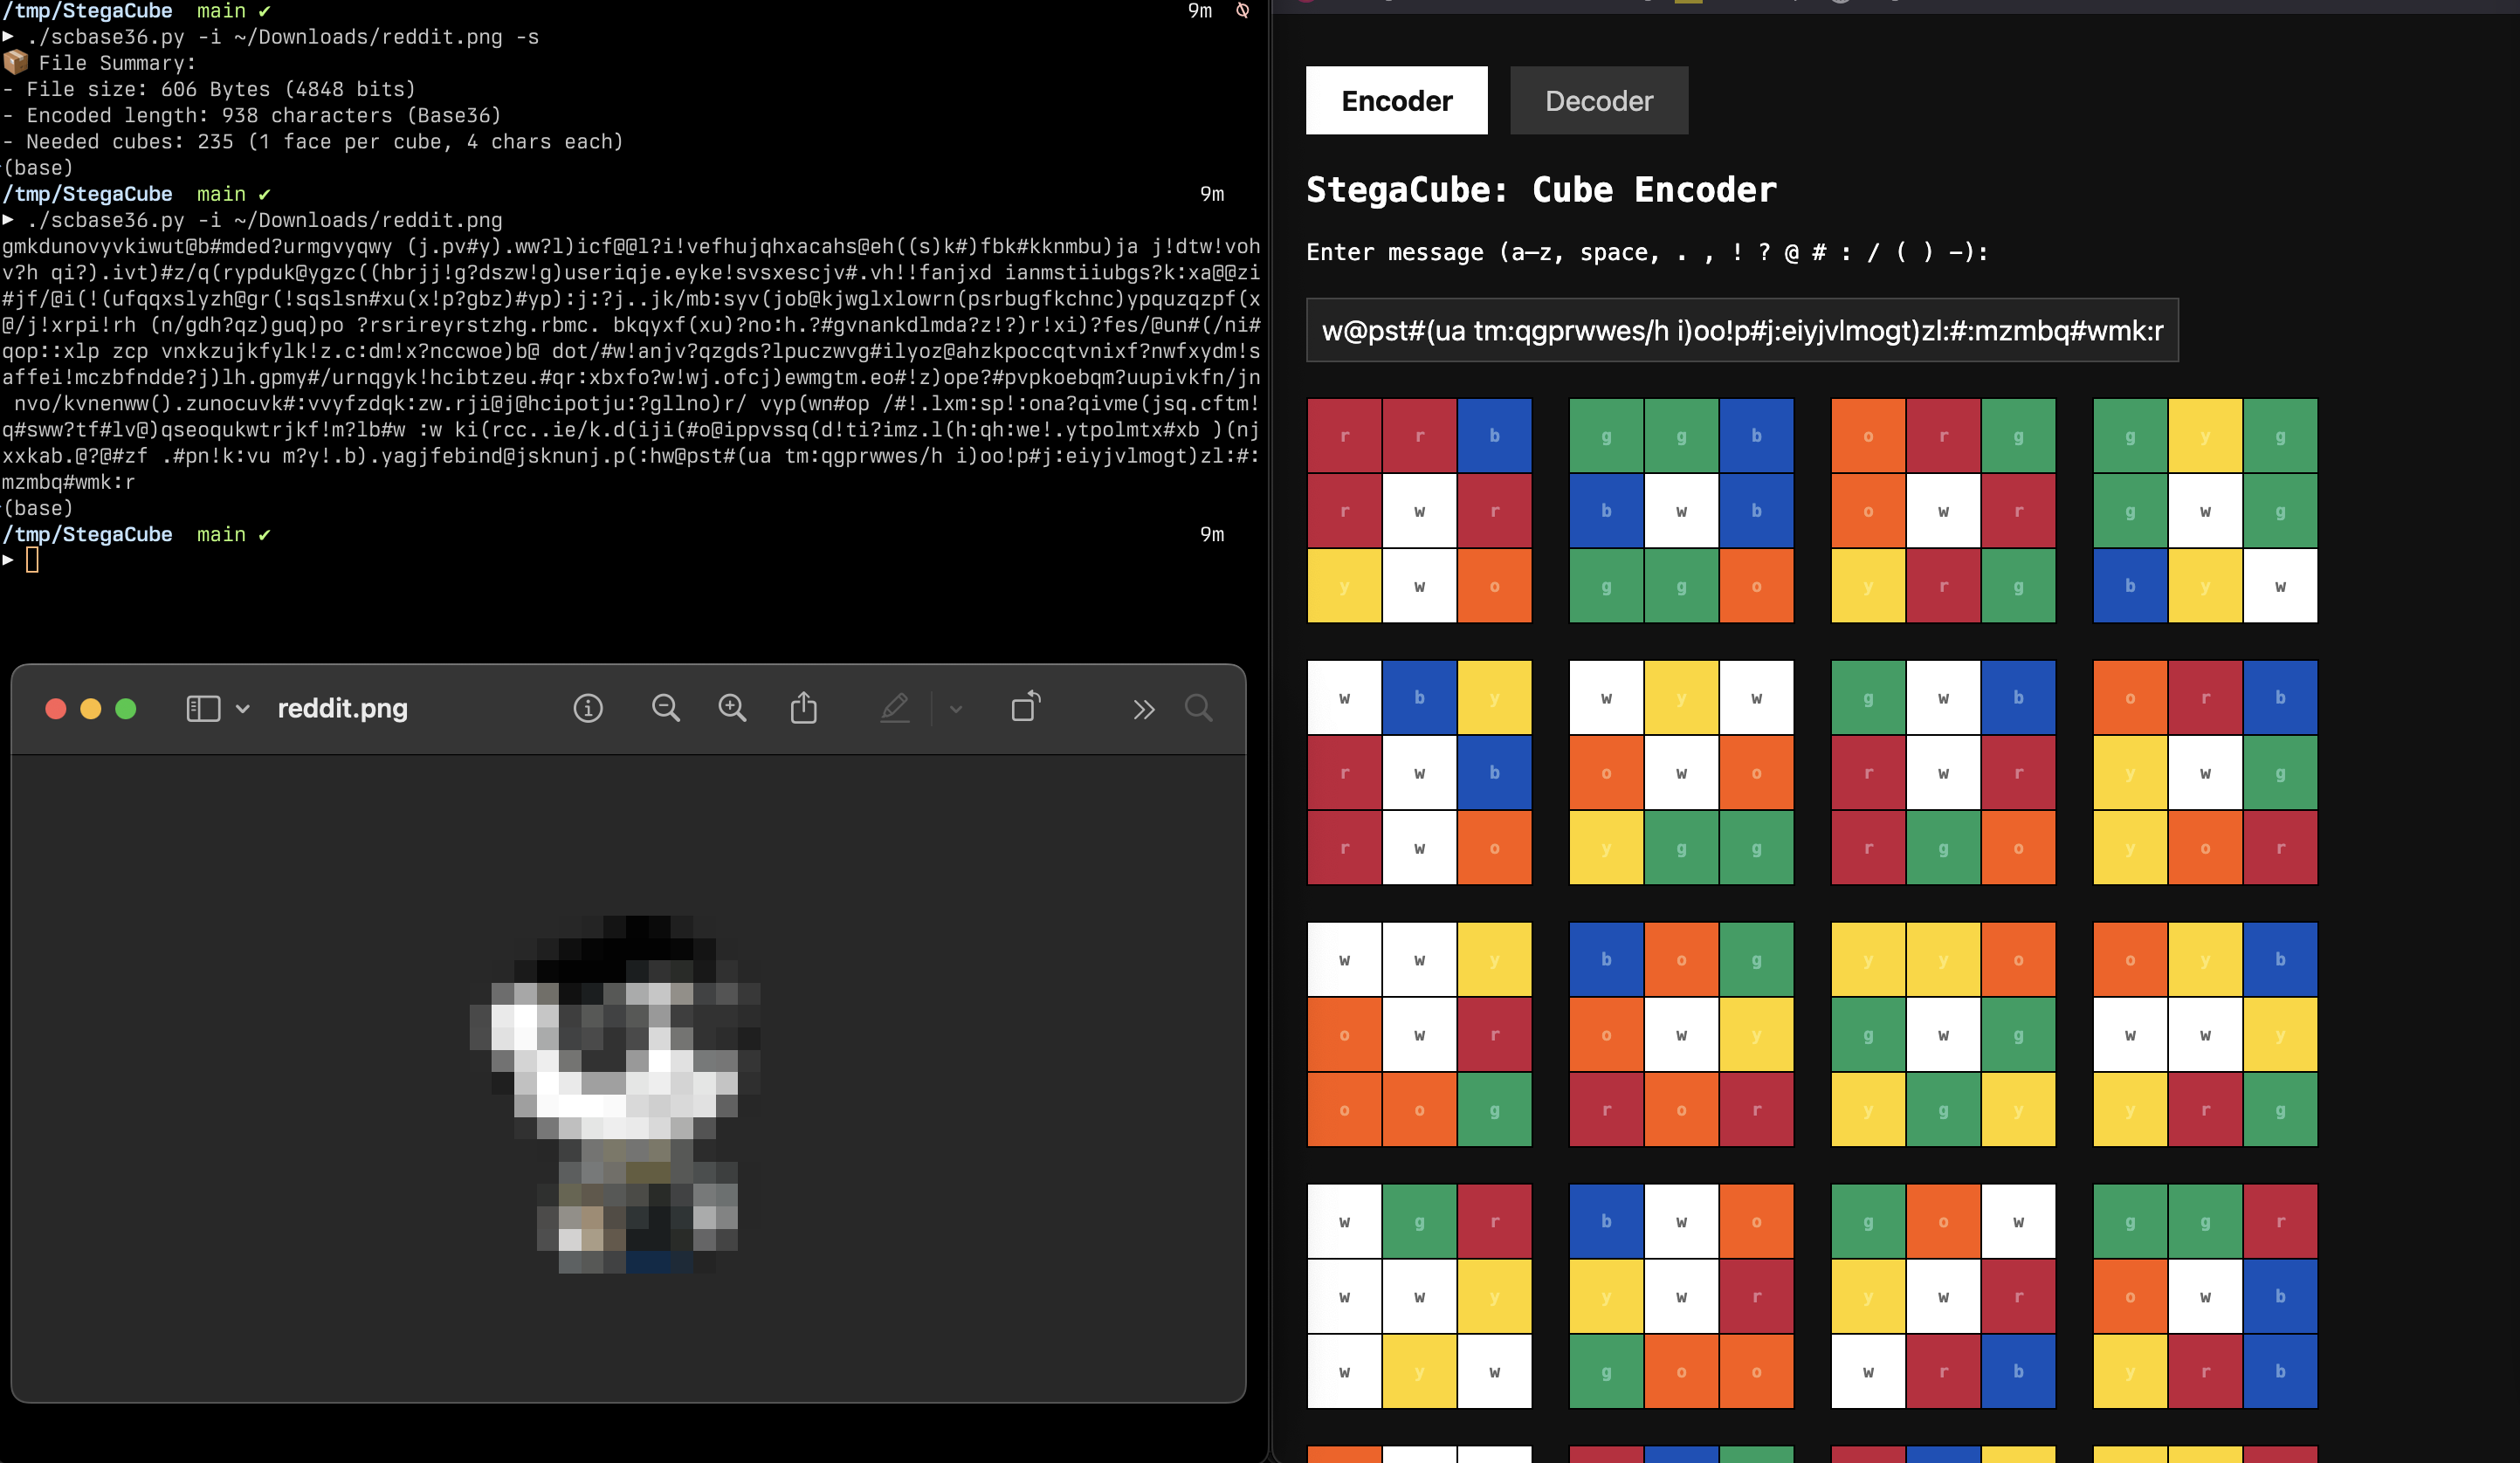 /tmp/StegaCube main ✔ 9m
▶ ./scbase36.py -i ~/Downloads/reddit.png -s
📦 File Summary:
- File size: 606 Bytes (4848 bits)
- Encoded length: 938 characters (Base36)
- Needed cubes: 235 (1 face per cube, 4 chars each)
(base)
/tmp/StegaCube main ✔ 9m
▶ ./scbase36.py -i ~/Downloads/reddit.png
gmkdunovyvkiwut@b#mded?urmgvyqwy (j.pv#y).ww?l)icf@@l?i!vefhujqhxacahs@eh((s)k#)fbk#kknmbu)ja j!dtw!voh
v?h qi?).ivt)#z/q(rypduk@ygzc((hbrjj!g?dszw!g)useriqje.eyke!svsxescjv#.vh!!fanjxd ianmstiiubgs?k:xa@@zi
#jf/@i(!(ufqqxslyzh@gr(!sqslsn#xu(x!p?gbz)#yp):j:?j..jk/mb:syv(job@kjwglxlowrn(psrbugfkchnc)ypquzqzpf(x
@/j!xrpi!rh (n/gdh?qz)guq)po ?rsrireyrstzhg.rbmc. bkqyxf(xu)?no:h.?#gvnankdlmda?z!?)r!xi)?fes/@un#(/ni#
qop::xlp zcp vnxkzujkfylk!z.c:dm!x?nccwoe)b@ dot/#w!anjv?qzgds?lpuczwvg#ilyoz@ahzkpoccqtvnixf?nwfxydm!s
affei!mczbfndde?j)lh.gpmy#/urnqgyk!hcibtzeu.#qr:xbxfo?w!wj.ofcj)ewmgtm.eo#!z)ope?#pvpkoebqm?uupivkfn/jn
 nvo/kvnenww().zunocuvk#:vvyfzdqk:zw.rji@j@hcipotju:?gllno)r/ vyp(wn#op /#!.lxm:sp!:ona?qivme(jsq.cftm!
q#sww?tf#lv@)qseoqukwtrjkf!m?lb#w :w ki(rcc..ie/k.d(iji(#o@ippvssq(d!ti?imz.l(h:qh:we!.ytpolmtx#xb )(nj
xxkab.@?@#zf .#pn!k:vu m?y!.b).yagjfebind@jsknunj.p(:hw@pst#(ua tm:qgprwwes/h i)oo!p#j:eiyjvlmogt)zl:#:
mzmbq#wmk:r
(base)
/tmp/StegaCube main ✔ 9m
▶
reddit.png
Encoder Decoder
StegaCube: Cube Encoder
Enter message (a–z, space, . , ! ? @ # : / ( ) –):
w@pst#(ua tm:qgprwwes/h i)oo!p#j:eiyjvlmogt)zl:#:mzmbq#wmk:r
r r b g g b o r g g y g
r w r b w b o w r g w g
y w o g g o y r g b y w
w b y w y w g w b o r b
r w b o w o r w r y w g
r w o y g g r g o y o r
w w y b o g y y o o y b
o w r o w y g w g w w y
o o g r o r y g y y r g
w g r b w o g o w g g r
w w y y w r y w r o w b
w y w g o o w r b y r b